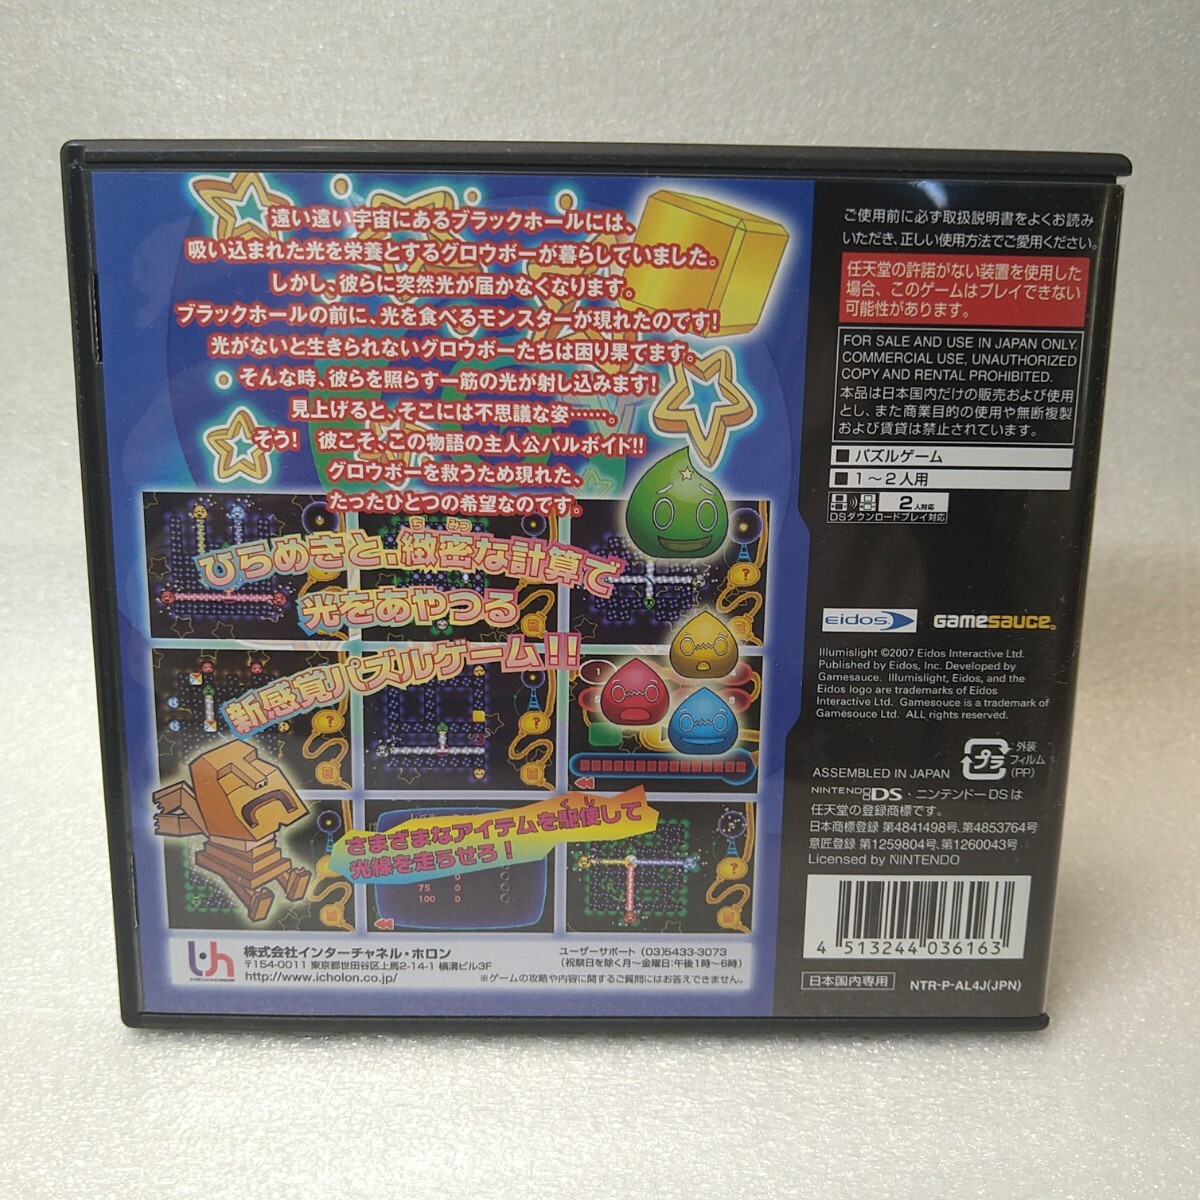 遠い遠い宇宙にあるブラックホールには、
吸い込まれた光を栄養とするグロウボーが暮らしていました。
しかし、彼らに突然光が届かなくなります。
ブラックホールの前に、光を食べるモンスターが現れたのです!
光がないと生きられないグロウボーたちは困り果てます。
そんな時、彼らを照らす一筋の光が射し込みます!
見上げると、そこには不思議な姿……。
そう! 彼こそ、この物語の主人公バルボイド!!
グロウボーを救うため現れた、
たったひとつの希望なのです。
ちみつ
ひらめきと、緻密な計算で
光をあやつる
新感覚パズルゲーム!!
くし
さまざまなアイテムを駆使して
光線を走らせろ!
75 0
100 0
株式会社インターチャネル・ホロン
〒154-0011 東京都世田谷区上馬2-14-1 横溝ビル3F
http://www.icholon.co.jp/
ユーザーサポート (03)5433-3073
(祝祭日を除く月～金曜日:午後1時～6時)
※ゲームの攻略や内容に関するご質問にはお答えできません。
ご使用前に必ず取扱説明書をよくお読み
いただき、正しい使用方法でご愛用ください。
任天堂の許諾がない装置を使用した
場合、このゲームはプレイできない
可能性があります。
FOR SALE AND USE IN JAPAN ONLY.
COMMERCIAL USE, UNAUTHORIZED
COPY AND RENTAL PROHIBITED.
本品は日本国内だけの販売および使用
とし、また商業目的の使用や無断複製
および賃貸は禁止されています。
■ パズルゲーム
■ 1～2人用
2人対応
DSダウンロードプレイ対応
eidos
GAMESAUCE
Illumislight ©2007 Eidos Interactive Ltd.
Published by Eidos, Inc. Developed by
Gamesauce. Illumislight, Eidos, and the
Eidos logo are trademarks of Eidos
Interactive Ltd. Gamesouce is a trademark of
Gamesouce Ltd. ALL rights reserved.
ASSEMBLED IN JAPAN
プラ
外装
フィルム
(PP)
NINTENDO DS・ニンテンドーDSは
任天堂の登録商標です。
日本商標登録 第4841498号、第4853764号
意匠登録 第1259804号、第1260043号
Licensed by NINTENDO
4 513244 036163
日本国内専用
NTR-P-AL4J(JPN)